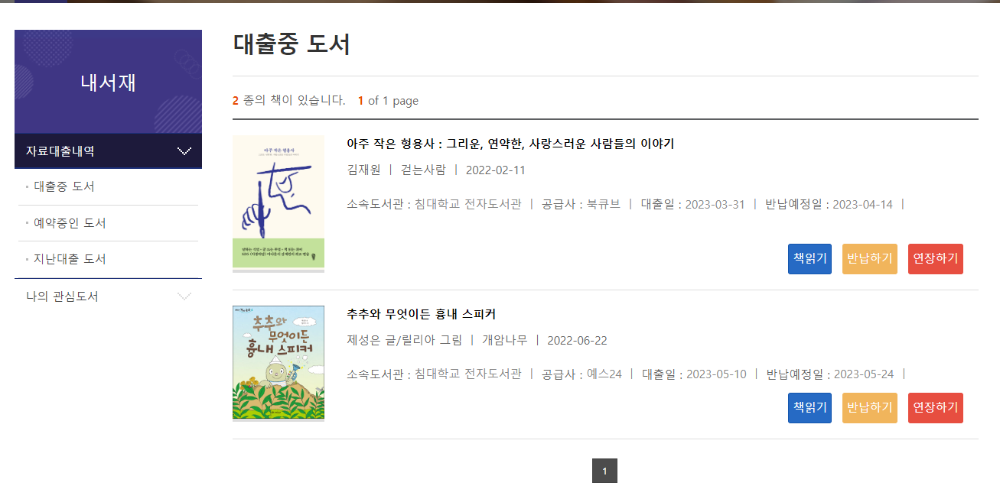 내서재
자료대출내역
대출중 도서
예약중인 도서
지난대출 도서
나의 관심도서
대출중 도서
2 종의 책이 있습니다. 1 of 1 page
아주 작은 형용사
아주 작은 형용사 : 그리운, 연약한, 사랑스러운 사람들의 이야기
김재원 | 걷는사람 | 2022-02-11
소속도서관 : 침대학교 전자도서관 | 공급사 : 북큐브 | 대출일 : 2023-03-31 | 반납예정일 : 2023-04-14 |
책읽기 반납하기 연장하기
추추와
무엇이든
흉내 스피커
추추와 무엇이든 흉내 스피커
제성은 글/릴리아 그림 | 개암나무 | 2022-06-22
소속도서관 : 침대학교 전자도서관 | 공급사 : 예스24 | 대출일 : 2023-05-10 | 반납예정일 : 2023-05-24 |
책읽기 반납하기 연장하기
1